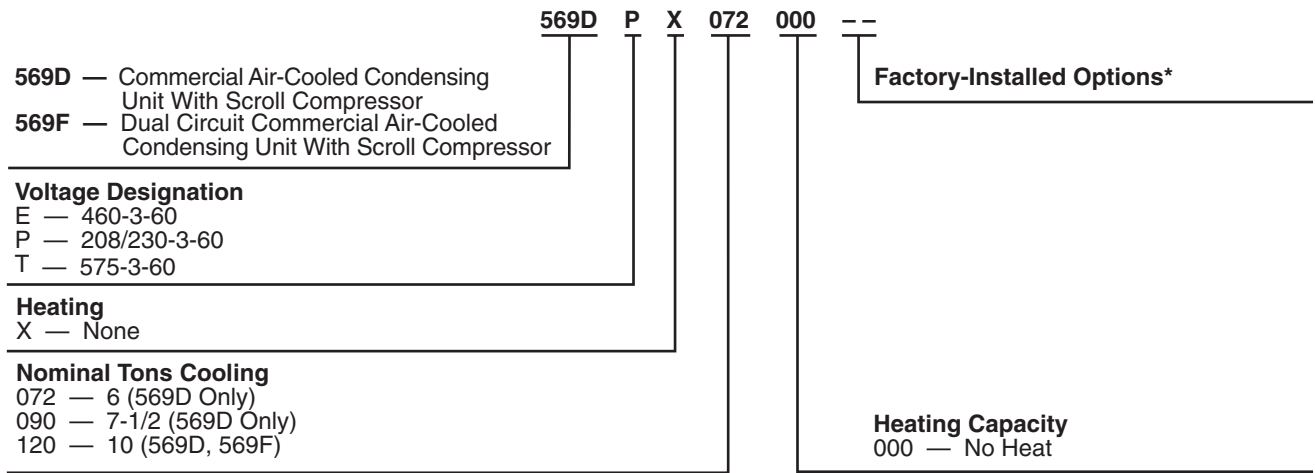 569D P X 072 000 – –
569D — Commercial Air-Cooled Condensing
Unit With Scroll Compressor
569F — Dual Circuit Commercial Air-Cooled
Condensing Unit With Scroll Compressor
Factory-Installed Options*
Voltage Designation
E — 460-3-60
P — 208/230-3-60
T — 575-3-60
Heating
X — None
Nominal Tons Cooling
072 — 6 (569D Only)
090 — 7-1/2 (569D Only)
120 — 10 (569D, 569F)
Heating Capacity
000 — No Heat